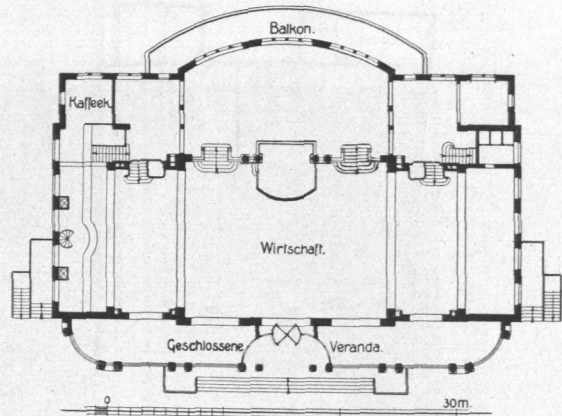 Balkon.
Kaffeek.
Wirtschaft.
Geschlossene Veranda.
0 30m.